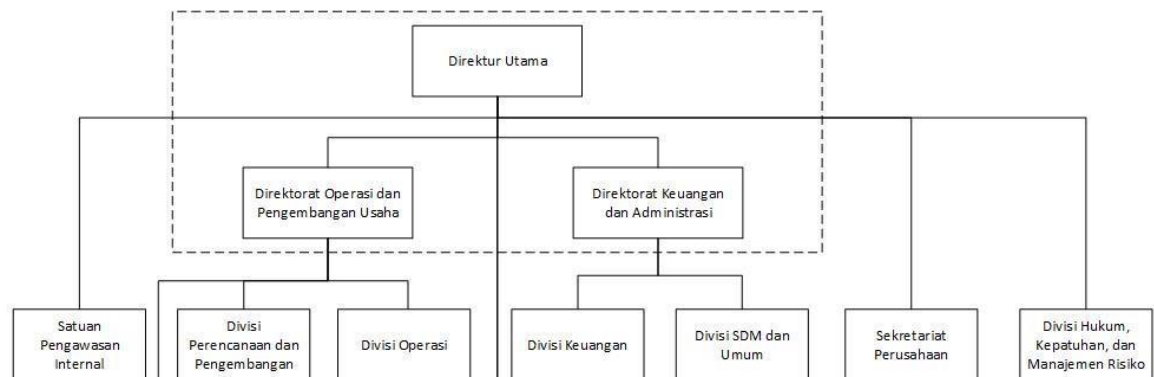 Direktur Utama
Direktorat Operasi dan
Pengembangan Usaha
Direktorat Keuangan
dan Administrasi
Satuan
Pengawasan
Internal
Divisi
Perencanaan dan
Pengembangan
Divisi Operasi
Divisi Keuangan
Divisi SDM dan
Umum
Sekretariat
Perusahaan
Divisi Hukum,
Kepatuhan, dan
Manajemen Risiko